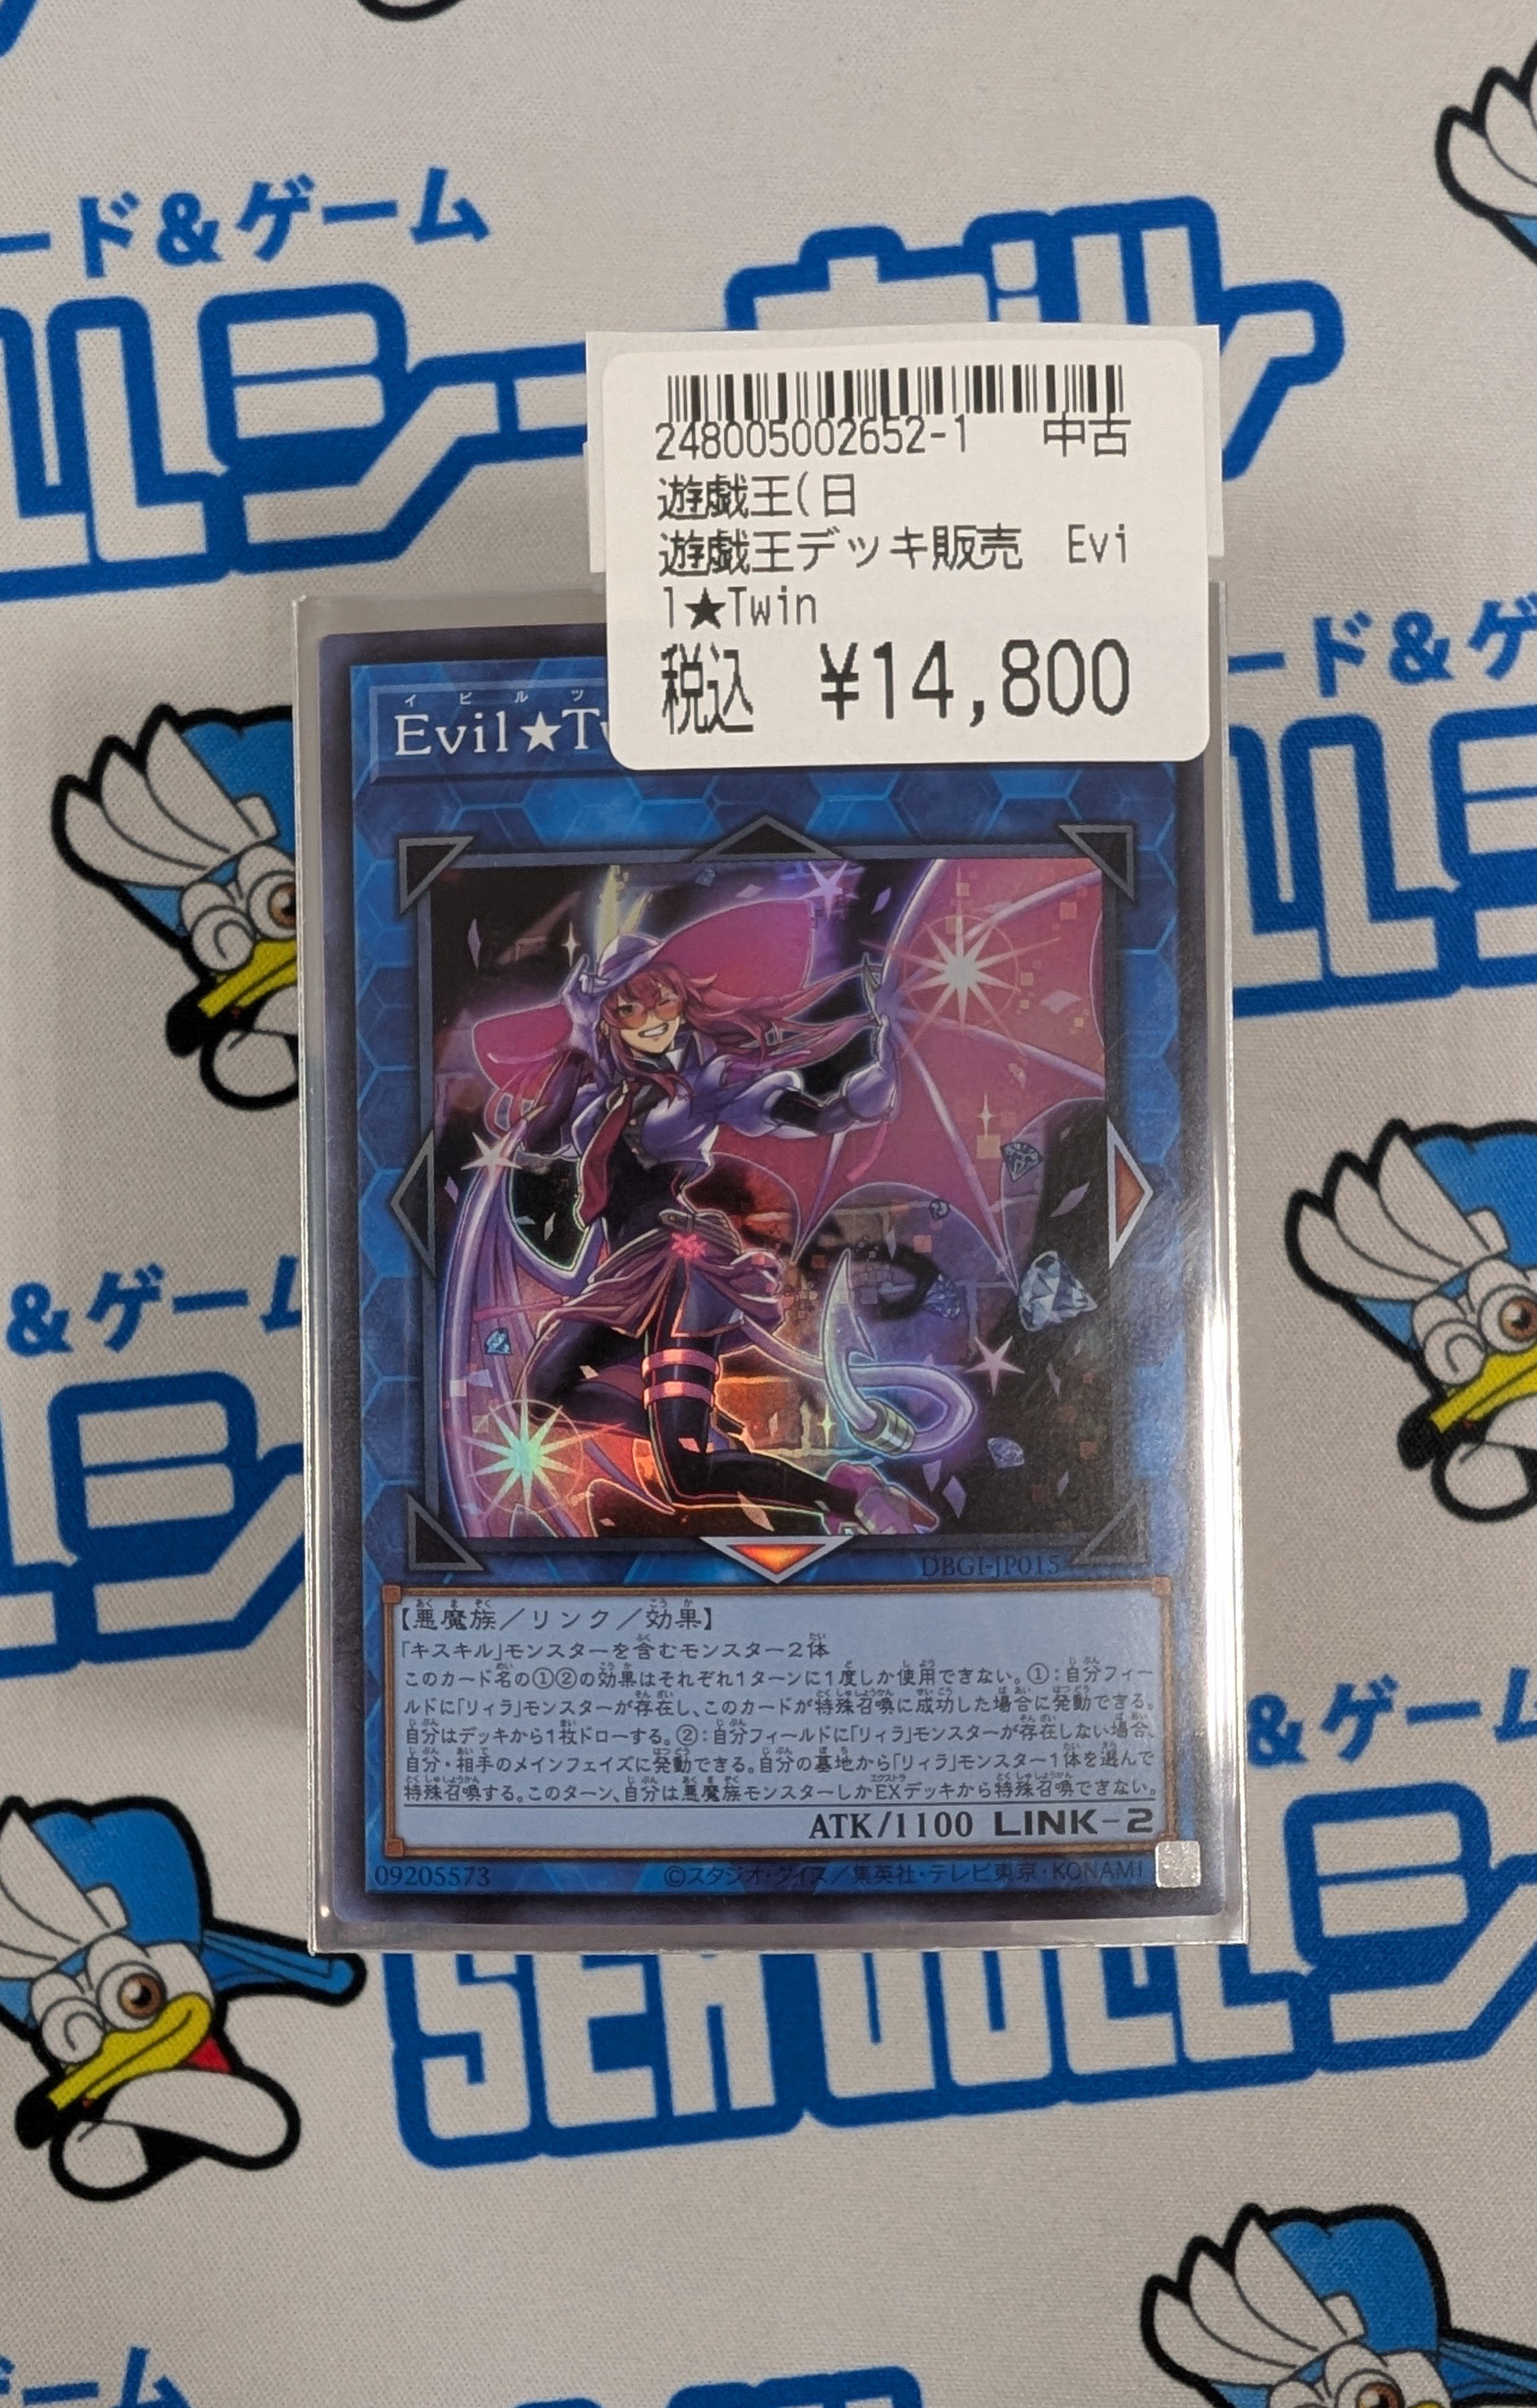 ード&ゲーム
248005002652-1 中古
遊戯王(日
遊戯王デッキ販売 Evi
l★Twin
税込 ¥14,800
イビルツ
Evil★Tw
ード&ゲ
&ゲーム
DBGI-JP015
【悪魔族/リンク/効果】
「キスキル」モンスターを含むモンスター2体
このカード名の①②の効果はそれぞれ1ターンに1度しか使用できない。①:自分フィー
ルドに「リィラ」モンスターが存在し、このカードが特殊召喚に成功した場合に発動できる。
自分はデッキから1枚ドローする。②:自分フィールドに「リィラ」モンスターが存在しない場合、
自分・相手のメインフェイズに発動できる。自分の墓地から「リィラ」モンスター1体を選んで
特殊召喚する。このターン、自分は悪魔族モンスターしかEXデッキから特殊召喚できない。
ATK/1100 LINK-2
09205573 ©スタジオ・ダイス/集英社・テレビ東京・KONAMI
&ゲーム
SEAGULL
ゲーム